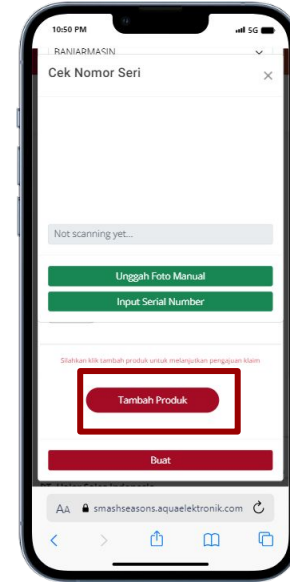 10:50 PM
5G
BANJARMASIN
Cek Nomor Seri
Not scanning yet...
Unggah Foto Manual
Input Serial Number
Silahkan klik tambah produk untuk melanjutkan pengajuan klaim
Tambah Produk
Buat
AA smashseasons.aquaelektronik.com